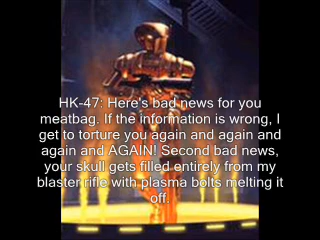 HK-47: Here's bad news for you
meatbag. If the information is wrong, I
get to torture you again and again and
again and AGAIN! Second bad news,
your skull gets filled entirely from my
blaster rifle with plasma bolts melting it
off.